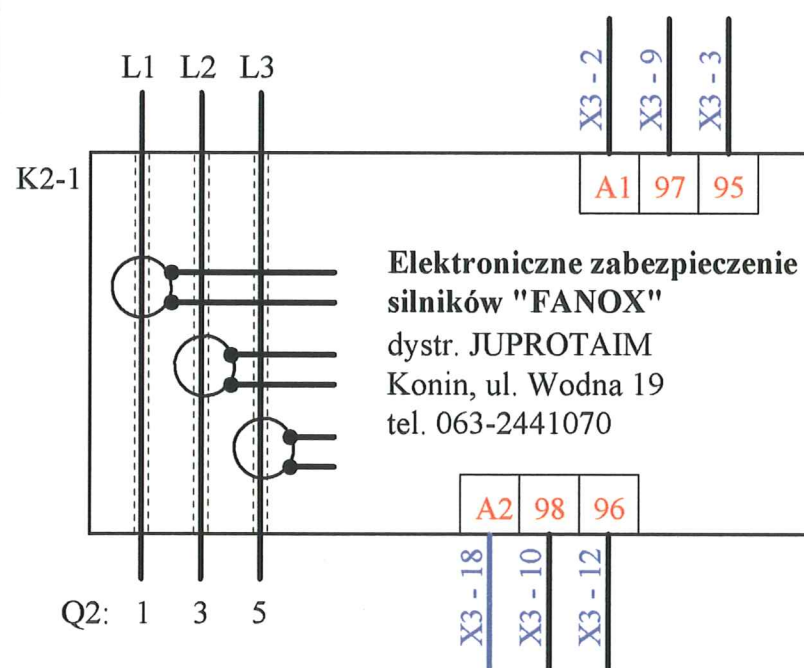 X3 - 2
X3 - 9
X3 - 3
L1 L2 L3
K2-1
A1 97 95
Elektroniczne zabezpieczenie
silników "FANOX"
dystr. JUPROTAIM
Konin, ul. Wodna 19
tel. 063-2441070
A2 98 96
X3 - 18
X3 - 10
X3 - 12
Q2: 1 3 5